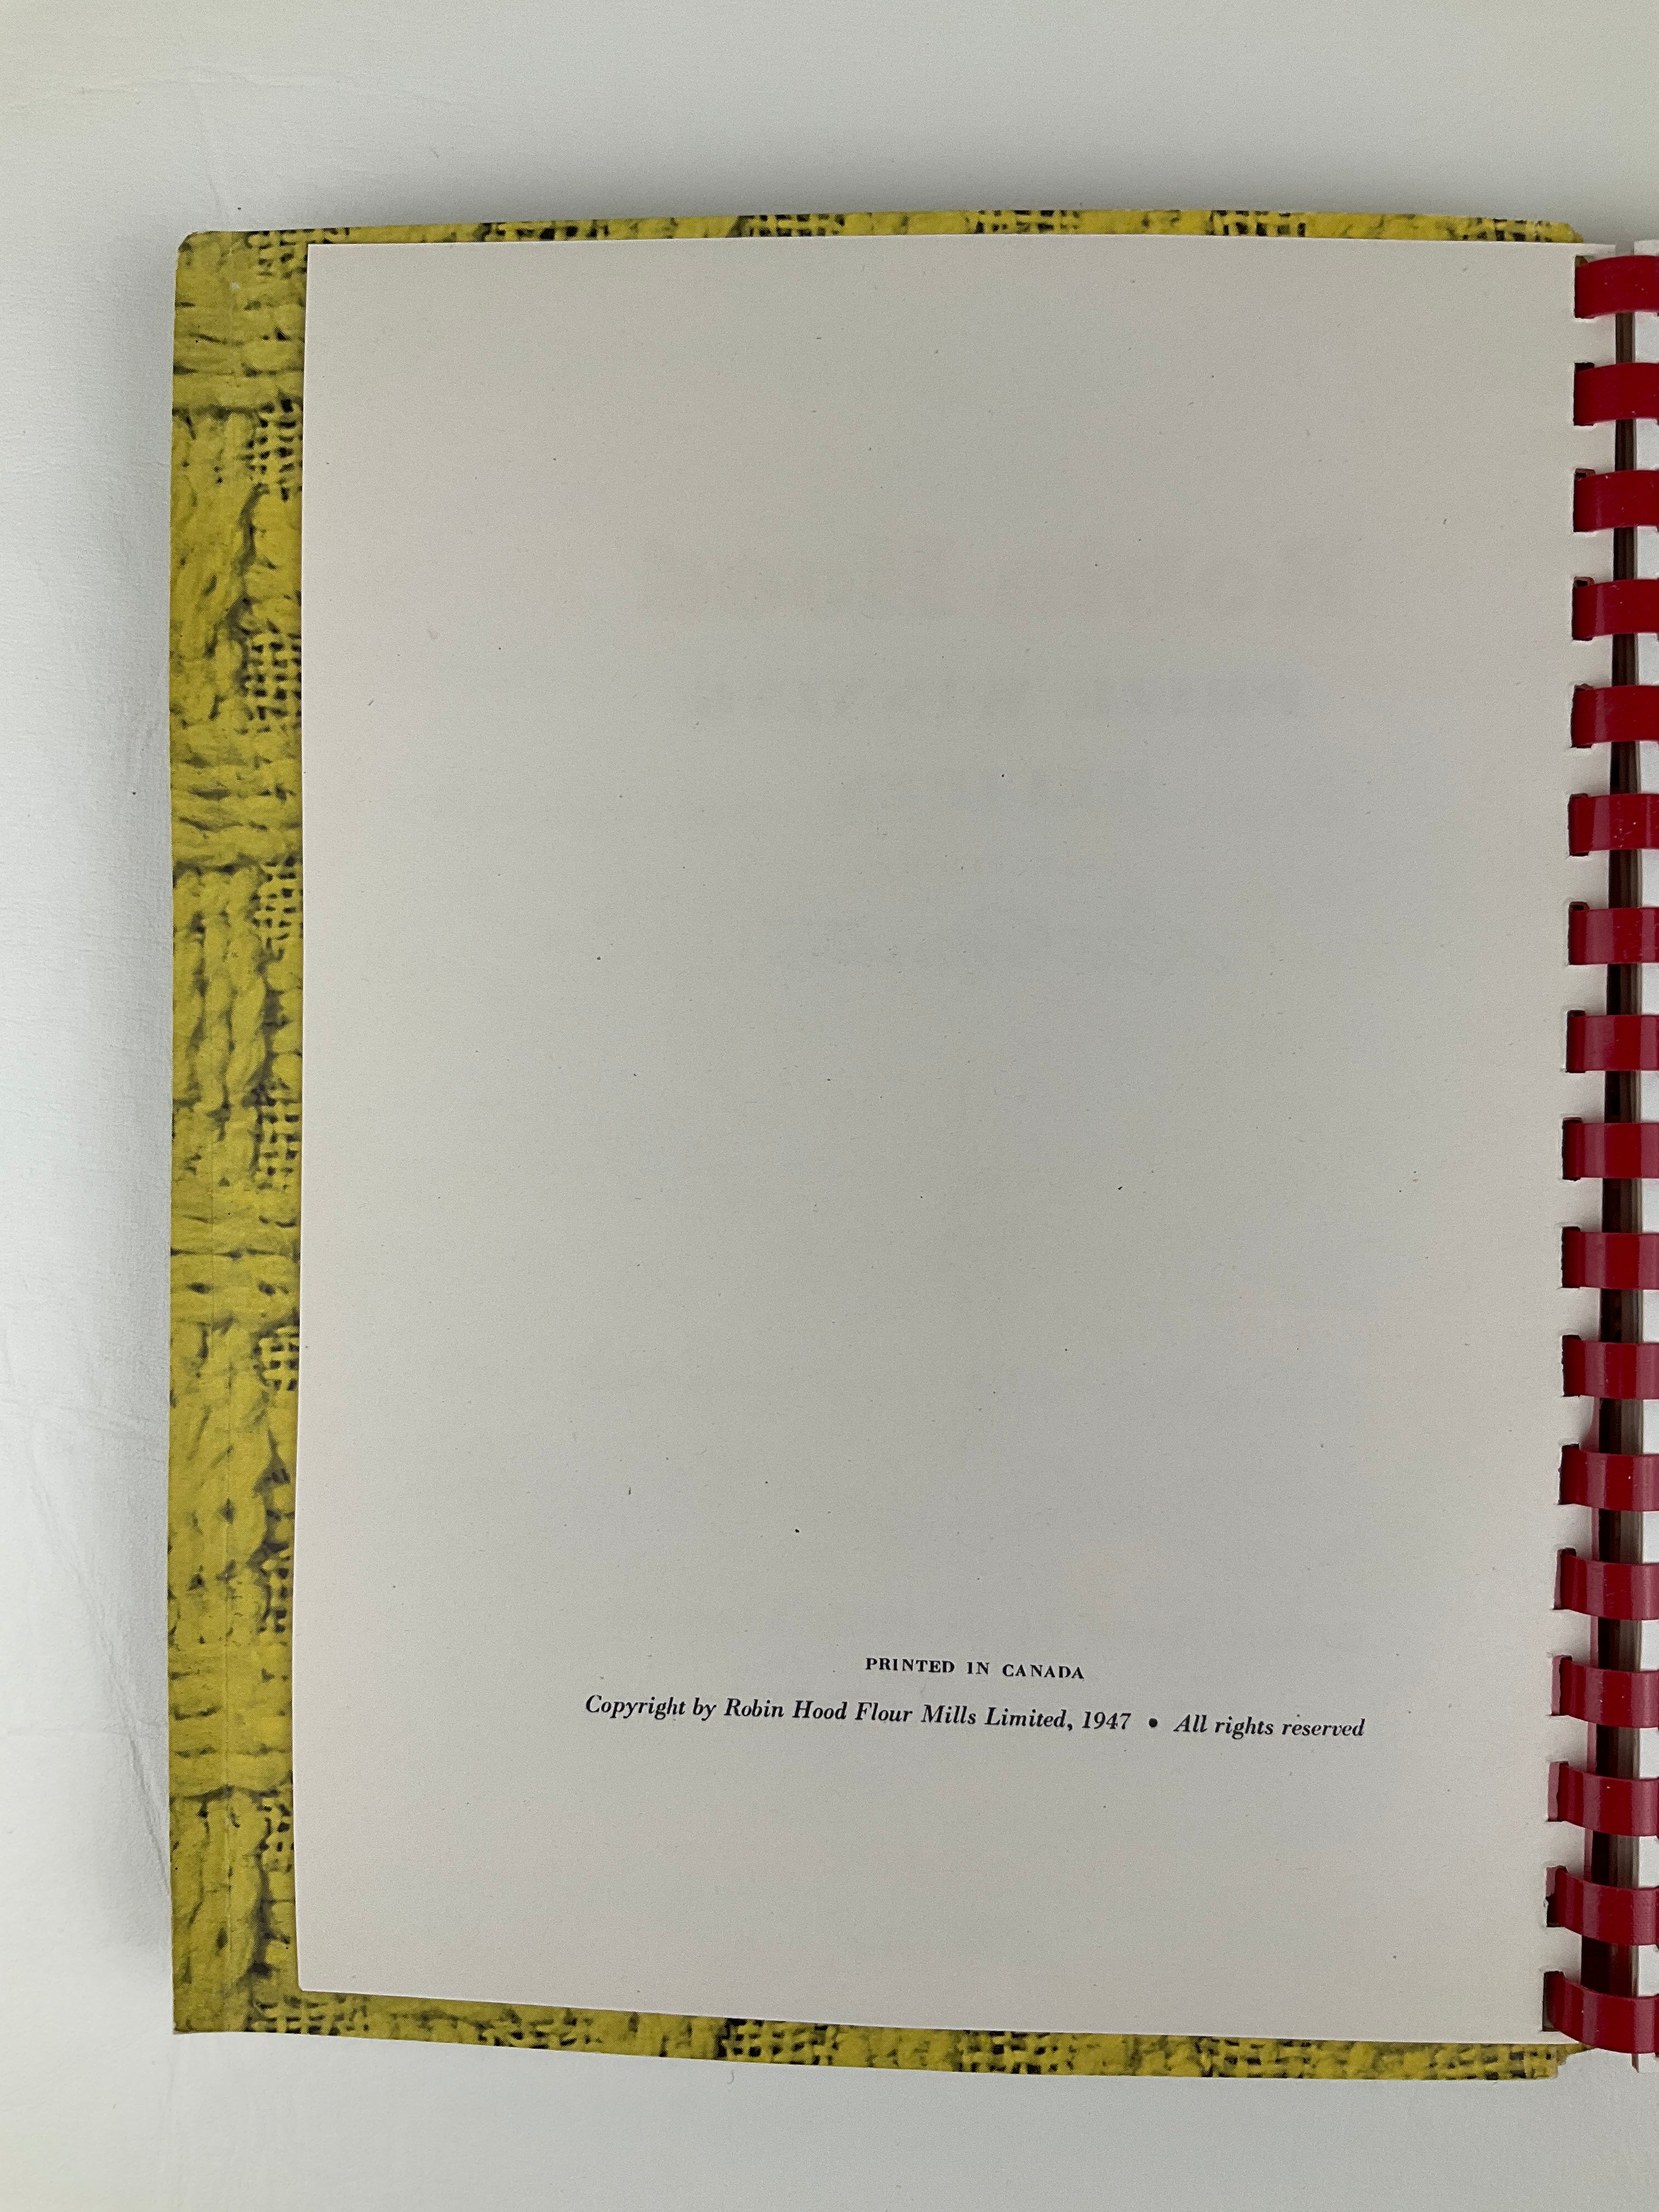 PRINTED IN CANADA
Copyright by Robin Hood Flour Mills Limited, 1947 • All rights reserved